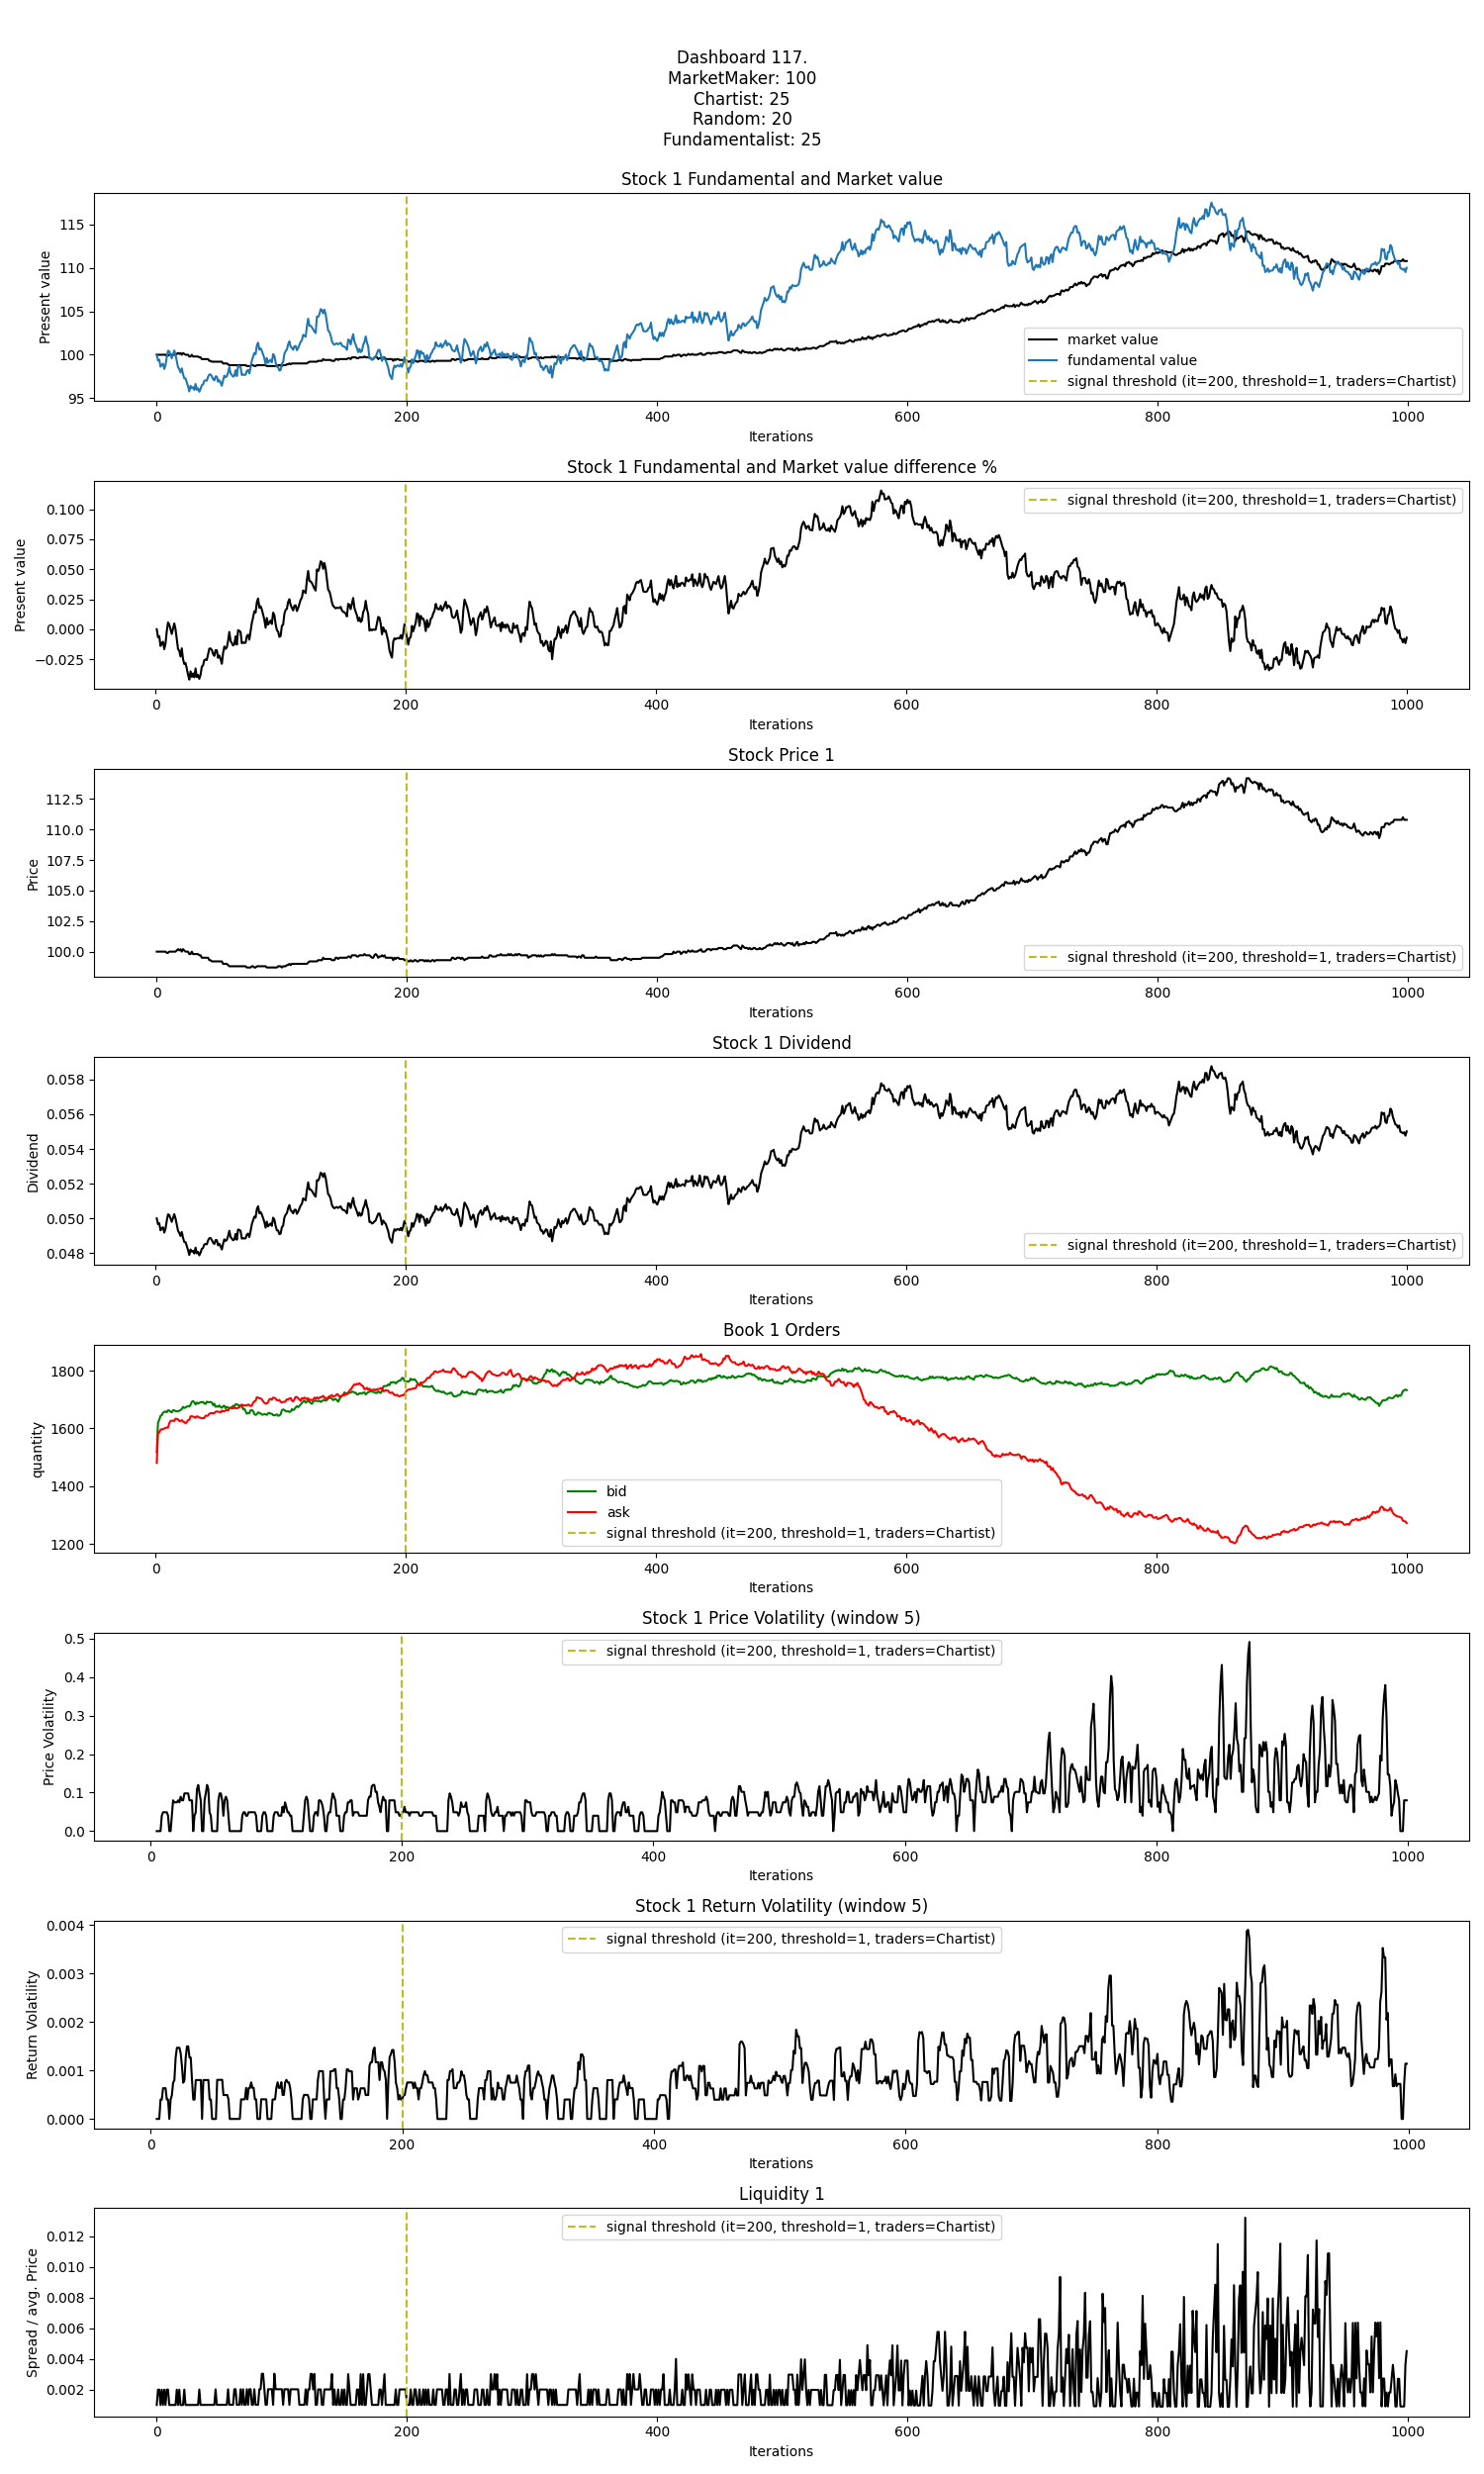 Dashboard 117.
MarketMaker: 100
Chartist: 25
Random: 20
Fundamentalist: 25
Stock 1 Fundamental and Market value
Present value
115
110
105
100
95
market value
fundamental value
signal threshold (it=200, threshold=1, traders=Chartist)
0 200 400 600 800 1000
Iterations
Stock 1 Fundamental and Market value difference %
Present value
0.100
0.075
0.050
0.025
0.000
−0.025
signal threshold (it=200, threshold=1, traders=Chartist)
0 200 400 600 800 1000
Iterations
Stock Price 1
Price
112.5
110.0
107.5
105.0
102.5
100.0
signal threshold (it=200, threshold=1, traders=Chartist)
0 200 400 600 800 1000
Iterations
Stock 1 Dividend
Dividend
0.058
0.056
0.054
0.052
0.050
0.048
signal threshold (it=200, threshold=1, traders=Chartist)
0 200 400 600 800 1000
Iterations
Book 1 Orders
quantity
1800
1600
1400
1200
bid
ask
signal threshold (it=200, threshold=1, traders=Chartist)
0 200 400 600 800 1000
Iterations
Stock 1 Price Volatility (window 5)
Price Volatility
0.5
0.4
0.3
0.2
0.1
0.0
signal threshold (it=200, threshold=1, traders=Chartist)
0 200 400 600 800 1000
Iterations
Stock 1 Return Volatility (window 5)
Return Volatility
0.004
0.003
0.002
0.001
0.000
signal threshold (it=200, threshold=1, traders=Chartist)
0 200 400 600 800 1000
Iterations
Liquidity 1
Spread / avg. Price
0.012
0.010
0.008
0.006
0.004
0.002
signal threshold (it=200, threshold=1, traders=Chartist)
0 200 400 600 800 1000
Iterations